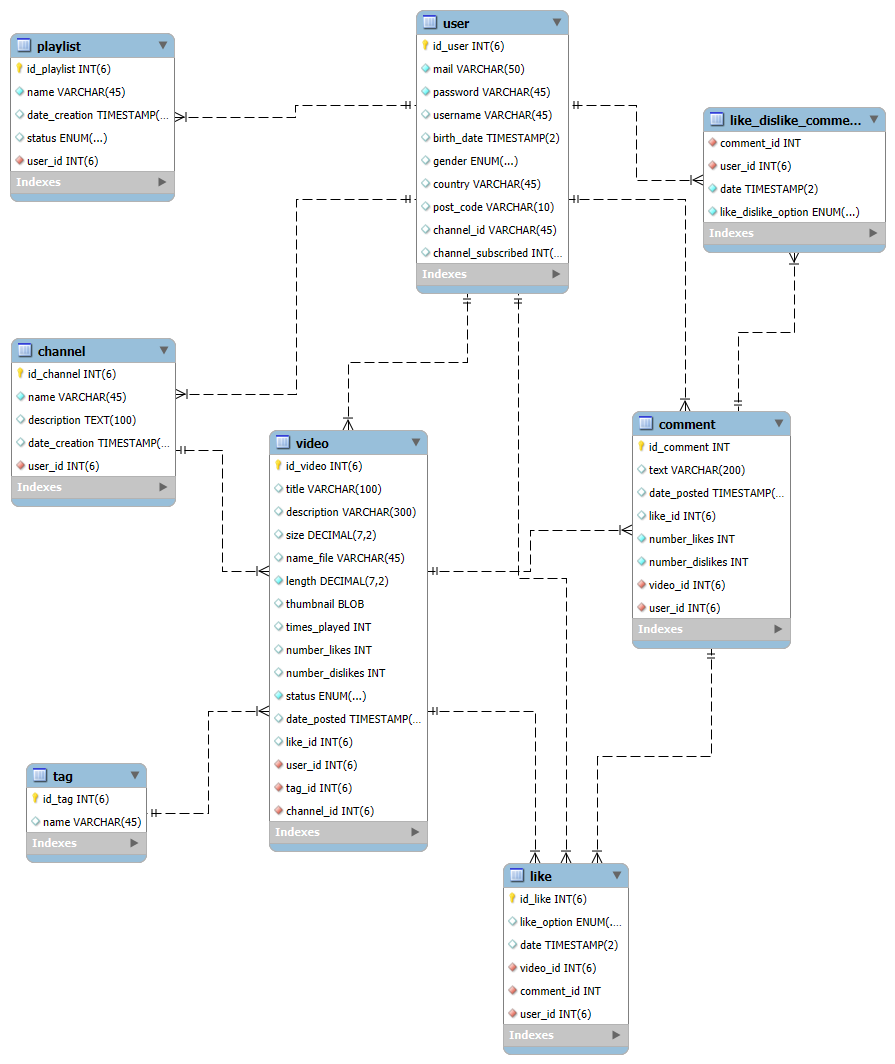 user
id_user INT(6)
mail VARCHAR(50)
password VARCHAR(45)
username VARCHAR(45)
birth_date TIMESTAMP(2)
gender ENUM(...)
country VARCHAR(45)
post_code VARCHAR(10)
channel_id VARCHAR(45)
channel_subscribed INT(...
Indexes
playlist
id_playlist INT(6)
name VARCHAR(45)
date_creation TIMESTAMP(...
status ENUM(...)
user_id INT(6)
Indexes
like_dislike_comme...
comment_id INT
user_id INT(6)
date TIMESTAMP(2)
like_dislike_option ENUM(...)
Indexes
channel
id_channel INT(6)
name VARCHAR(45)
description TEXT(100)
date_creation TIMESTAMP(...
user_id INT(6)
Indexes
video
id_video INT(6)
title VARCHAR(100)
description VARCHAR(300)
size DECIMAL(7,2)
name_file VARCHAR(45)
length DECIMAL(7,2)
thumbnail BLOB
times_played INT
number_likes INT
number_dislikes INT
status ENUM(...)
date_posted TIMESTAMP(...
like_id INT(6)
user_id INT(6)
tag_id INT(6)
channel_id INT(6)
Indexes
comment
id_comment INT
text VARCHAR(200)
date_posted TIMESTAMP(...
like_id INT(6)
number_likes INT
number_dislikes INT
video_id INT(6)
user_id INT(6)
Indexes
tag
id_tag INT(6)
name VARCHAR(45)
Indexes
like
id_like INT(6)
like_option ENUM(....
date TIMESTAMP(2)
video_id INT(6)
comment_id INT
user_id INT(6)
Indexes